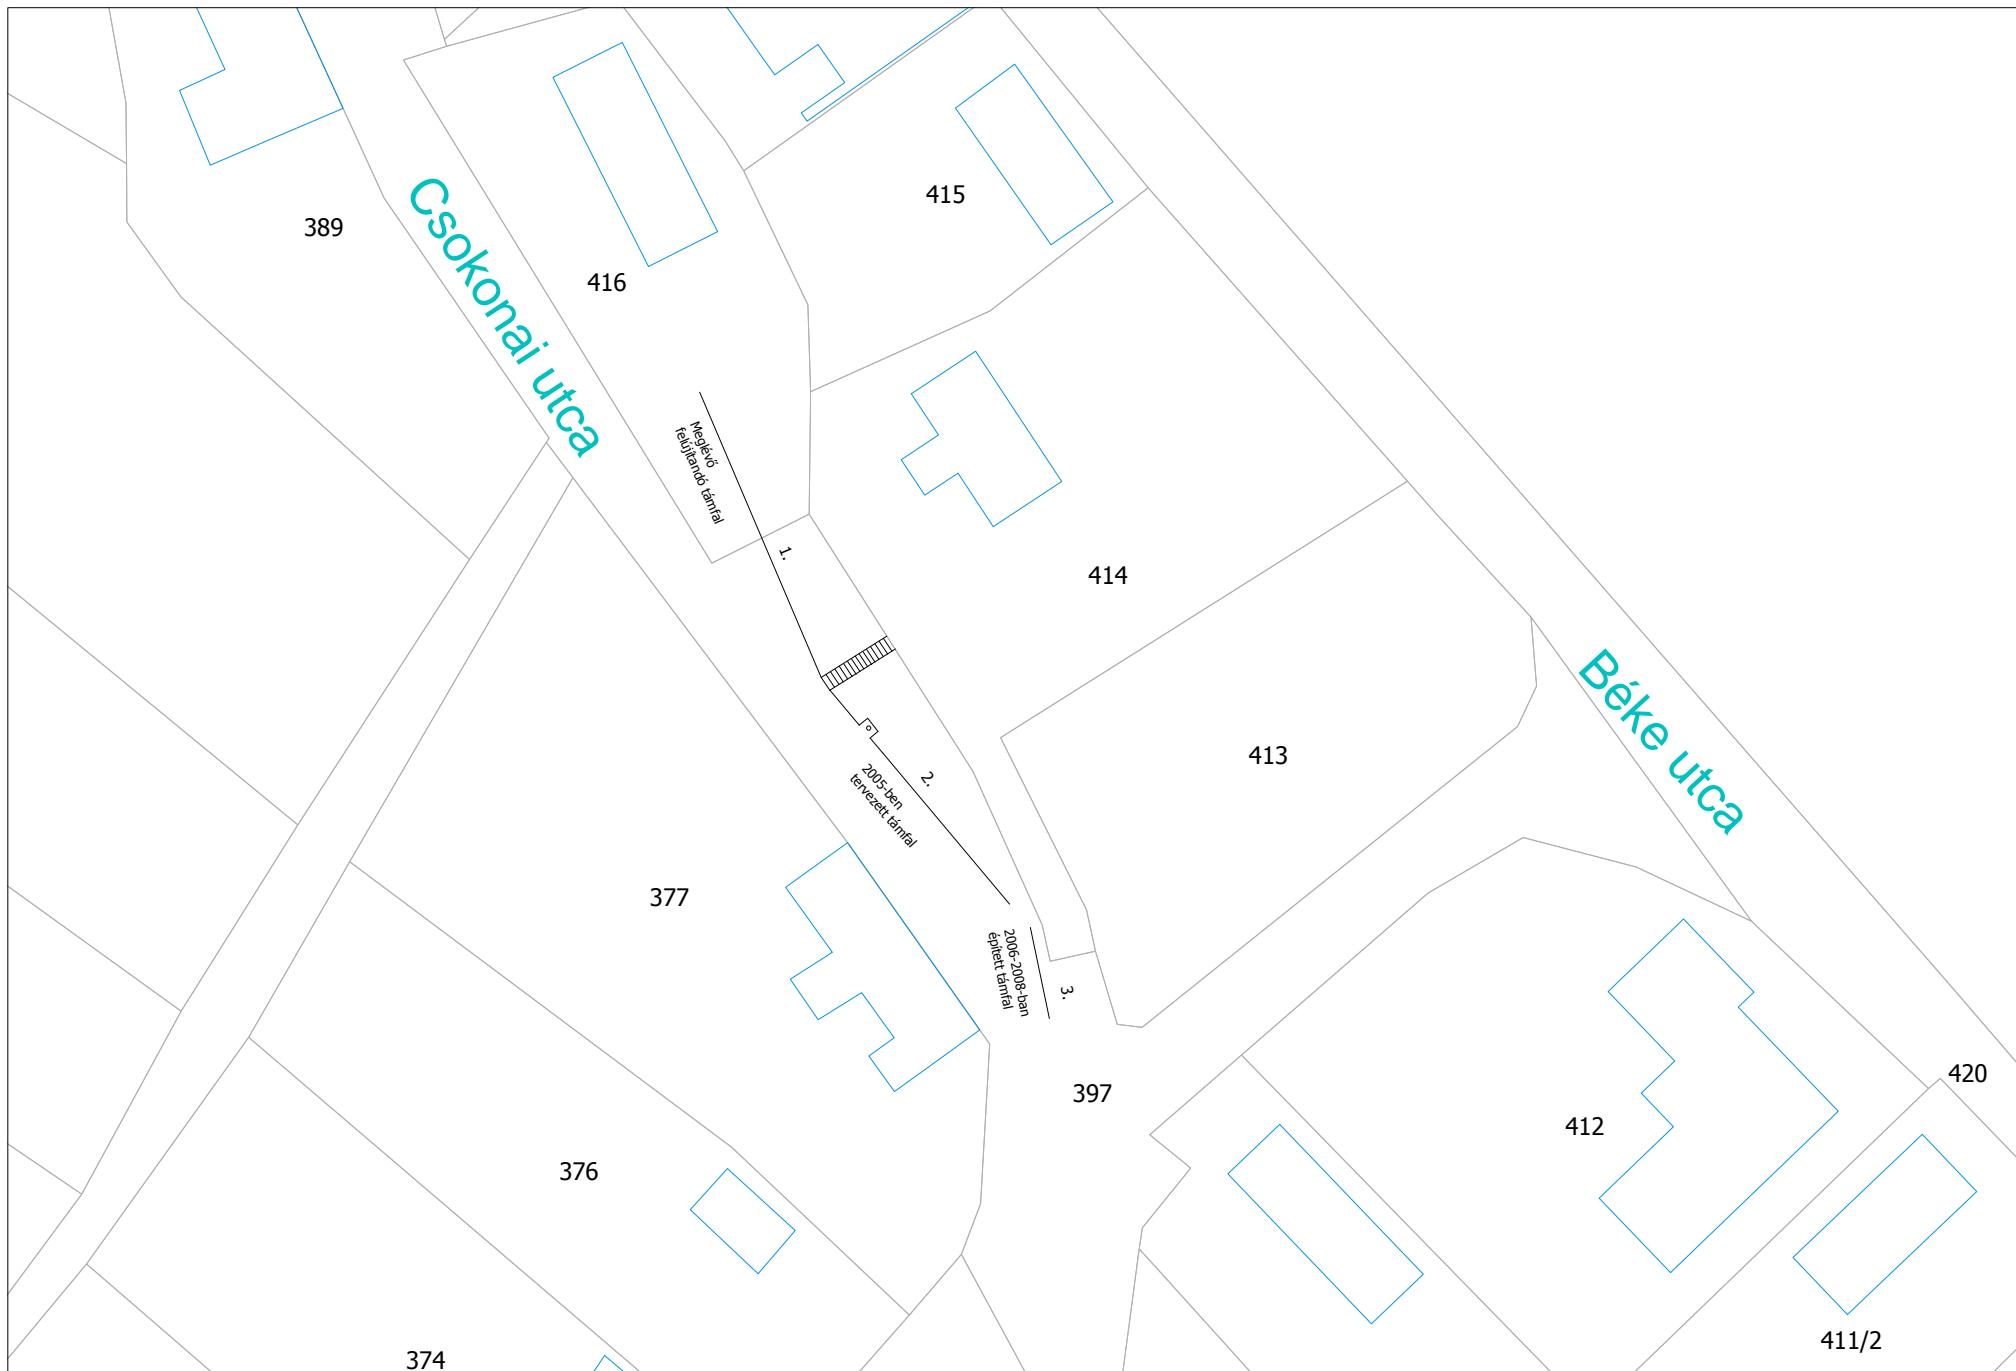 415
389
416
Csokonai utca
Meglévő
felújítandó támfal
1.
414
Béke utca
413
2.
2005-ben
tervezett támfal
377
2006-2008-ban
épített támfal
3.
397
420
412
376
411/2
374